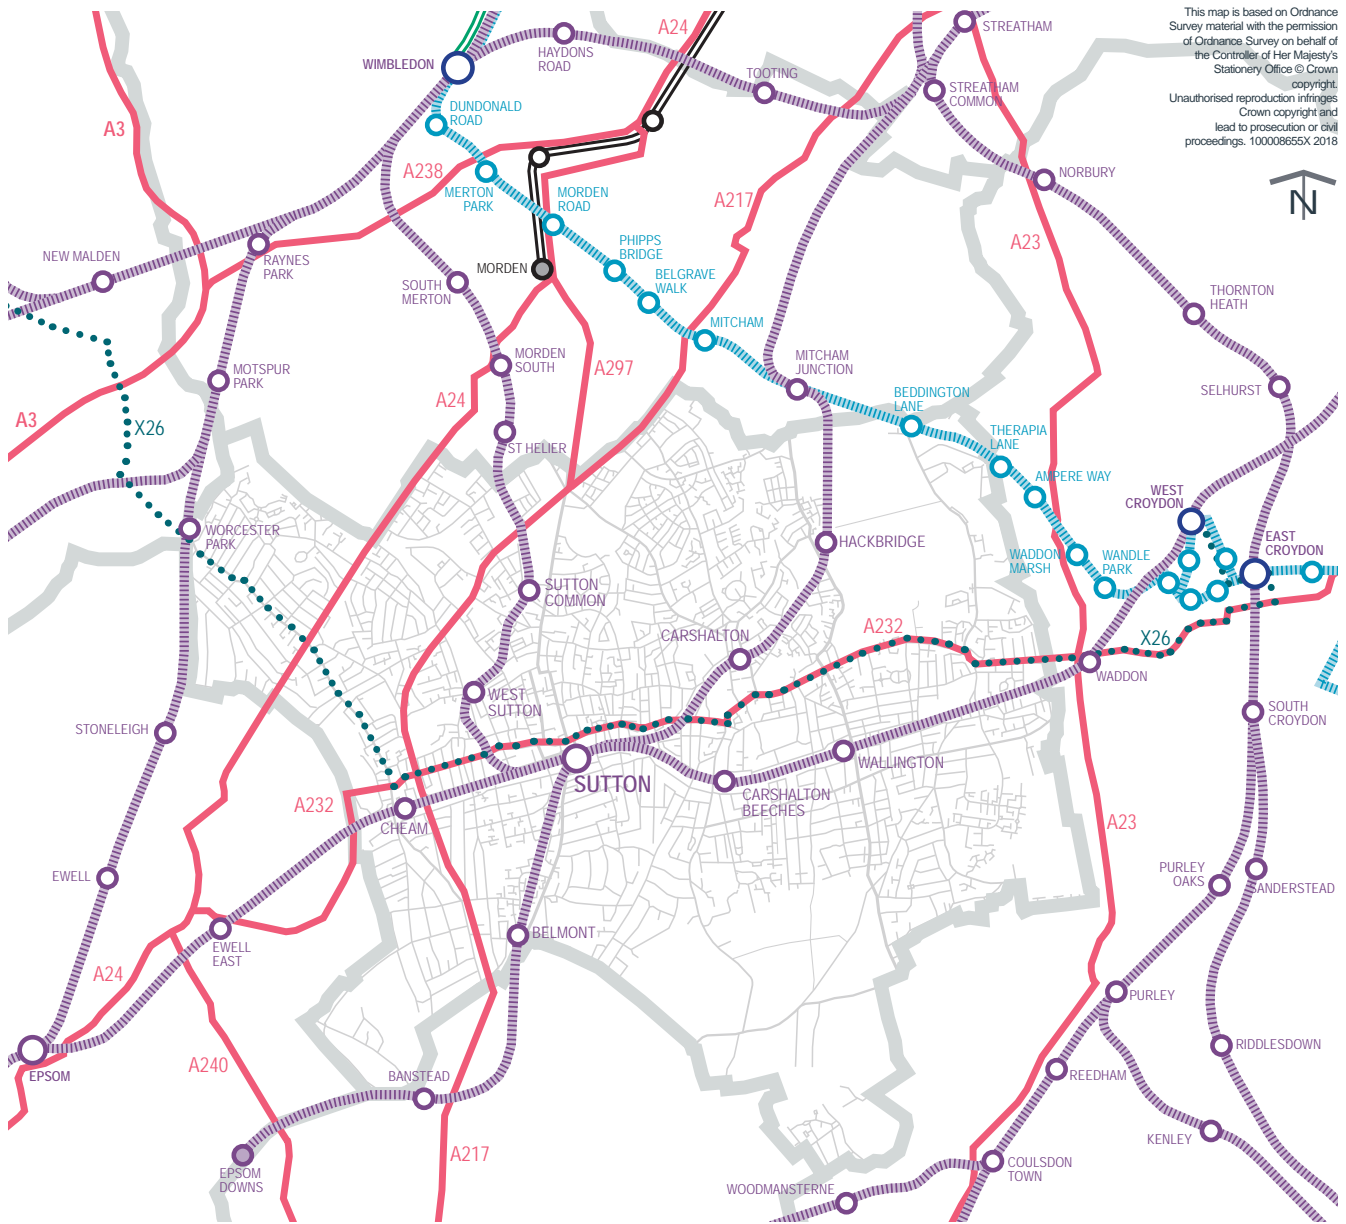 This map is based on Ordnance
Survey material with the permission
of Ordnance Survey on behalf of
the Controller of Her Majesty's
Stationery Office © Crown
copyright.
Unauthorised reproduction infringes
Crown copyright and
lead to prosecution or civil
proceedings. 100008655X 2018
N
STREATHAM
A24
HAYDONS
ROAD
WIMBLEDON
TOOTING
STREATHAM
COMMON
DUNDONALD
ROAD
A3
A238
MERTON
PARK
MORDEN
ROAD
A217
NORBURY
A23
PHIPPS
BRIDGE
NEW MALDEN
RAYNES
PARK
MORDEN
BELGRAVE
WALK
SOUTH
MERTON
THORNTON
HEATH
MITCHAM
MORDEN
SOUTH
MITCHAM
JUNCTION
A297
MOTSPUR
PARK
SELHURST
BEDDINGTON
LANE
A24
A3
X26
THERAPIA
LANE
ST HELIER
AMPERE WAY
WEST
CROYDON
WORCESTER
PARK
HACKBRIDGE
EAST
CROYDON
WADDON
MARSH
WANDLE
PARK
SUTTON
COMMON
A232
CARSHALTON
X26
WADDON
WEST
SUTTON
SOUTH
CROYDON
STONELEIGH
WALLINGTON
SUTTON
CARSHALTON
BEECHES
A232
CHEAM
A23
PURLEY
OAKS
SANDERSTEAD
EWELL
BELMONT
EWELL
EAST
A24
PURLEY
RIDDLESDOWN
A240
EPSOM
BANSTEAD
REEDHAM
KENLEY
A217
EPSOM
DOWNS
COULSDON
TOWN
WOODMANSTERNE